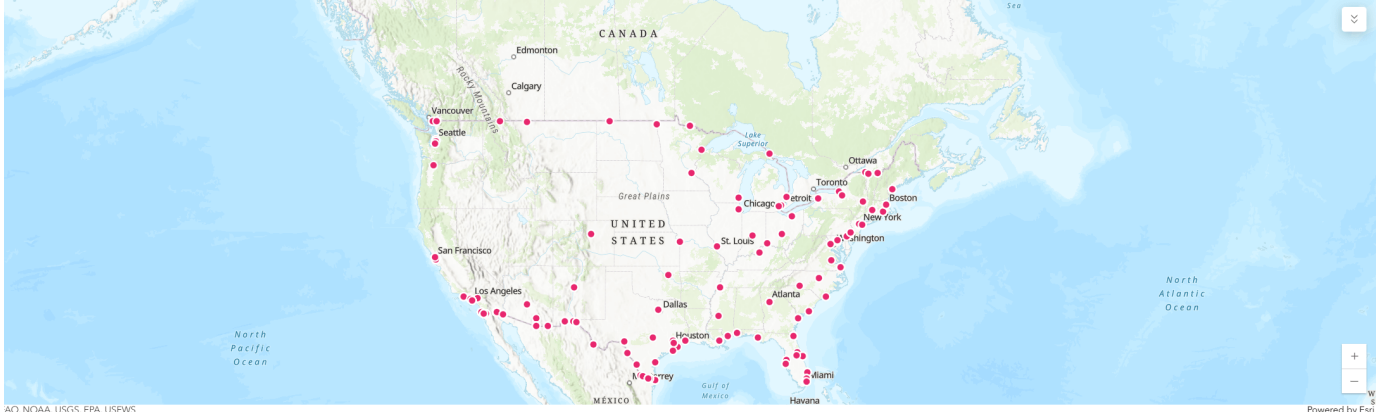 Sea
CANADA
Edmonton
Calgary
Rocky Mountains
Vancouver
Seattle
Lake
Superior
Ottawa
Toronto
Great Plains
Chicago
etroit
Boston
New York
UNITED
STATES
St. Louis
shington
San Francisco
Los Angeles
Atlanta
Dallas
North
Atlantic
Ocean
North
Pacific
Ocean
Houston
Miami
M rrey
Gulf of
Mexico
MÉXICO
Havana
+
−
W
S
AO, NOAA, USGS, EPA, USFWS
Powered by Esri